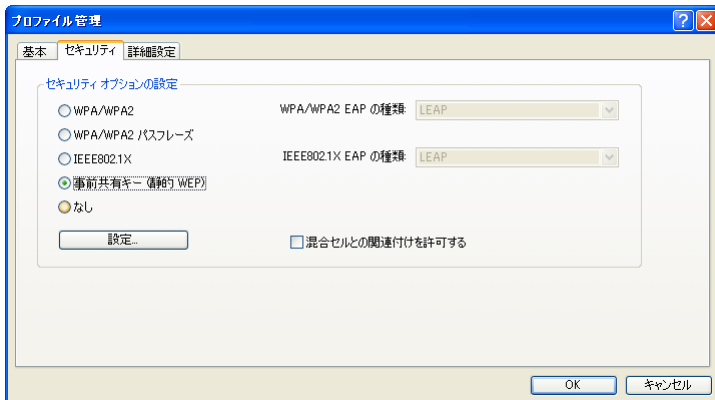 プロファイル管理
基本 セキュリティ 詳細設定
セキュリティ オプションの設定
WPA/WPA2 WPA/WPA2 EAP の種類: LEAP
WPA/WPA2 パスフレーズ
IEEE802.1X IEEE802.1X EAP の種類: LEAP
事前共有キー (静的 WEP)
なし
設定... 混合セルとの関連付けを許可する
OK キャンセル